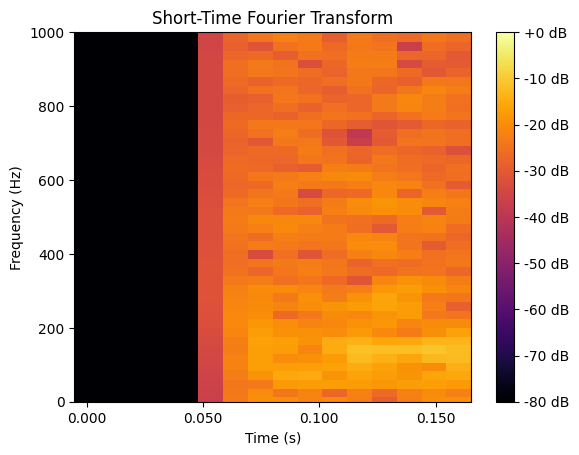 Short-Time Fourier Transform
Frequency (Hz)
1000
800
600
400
200
0
0.000
0.050
0.100
0.150
Time (s)
+0 dB
-10 dB
-20 dB
-30 dB
-40 dB
-50 dB
-60 dB
-70 dB
-80 dB